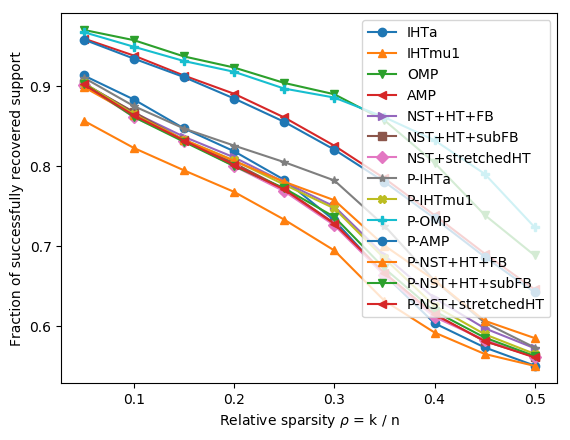 Fraction of successfully recovered support
0.9
0.8
0.7
0.6
IHTa
IHTmu1
OMP
AMP
NST+HT+FB
NST+HT+subFB
NST+stretchedHT
P-IHTa
P-IHTmu1
P-OMP
P-AMP
P-NST+HT+FB
P-NST+HT+subFB
P-NST+stretchedHT
0.1 0.2 0.3 0.4 0.5
Relative sparsity ρ = k / n